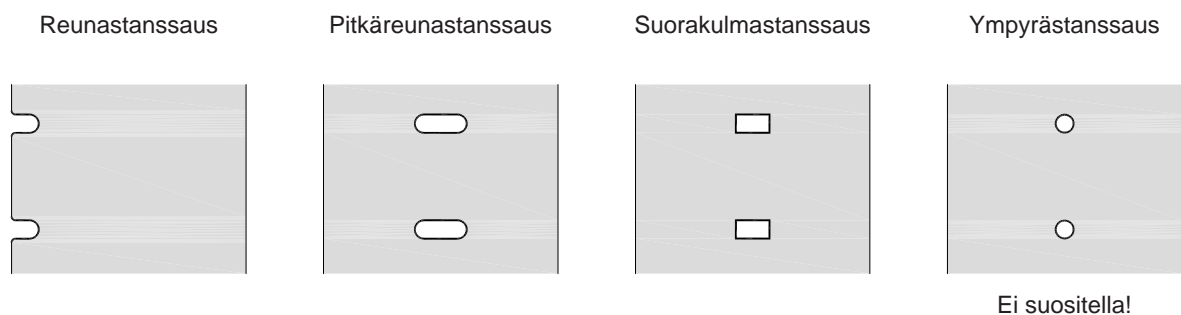 Reunastanssaus
Pitkäreunastanssaus
Suorakulmastanssaus
Ympyrästanssaus
Ei suositella!